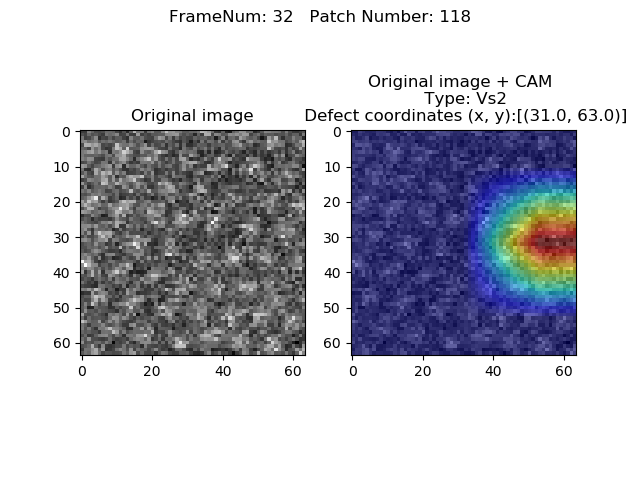 FrameNum: 32   Patch Number: 118
Original image
Original image + CAM
Type: Vs2
Defect coordinates (x, y):[(31.0, 63.0)]
0
10
20
30
40
50
60
0 20 40 60
0
10
20
30
40
50
60
0 20 40 60